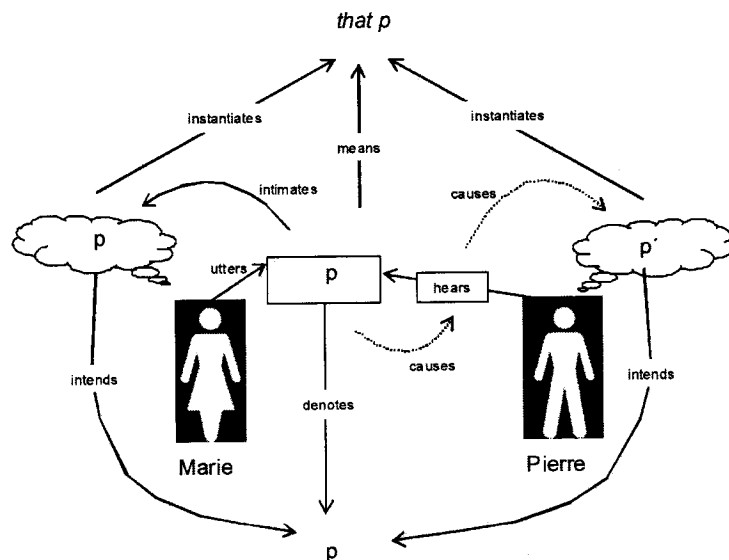 that p
instantiates
instantiates
means
intimates
causes
p
p´
utters
p
hears
causes
intends
intends
denotes
Marie
Pierre
p